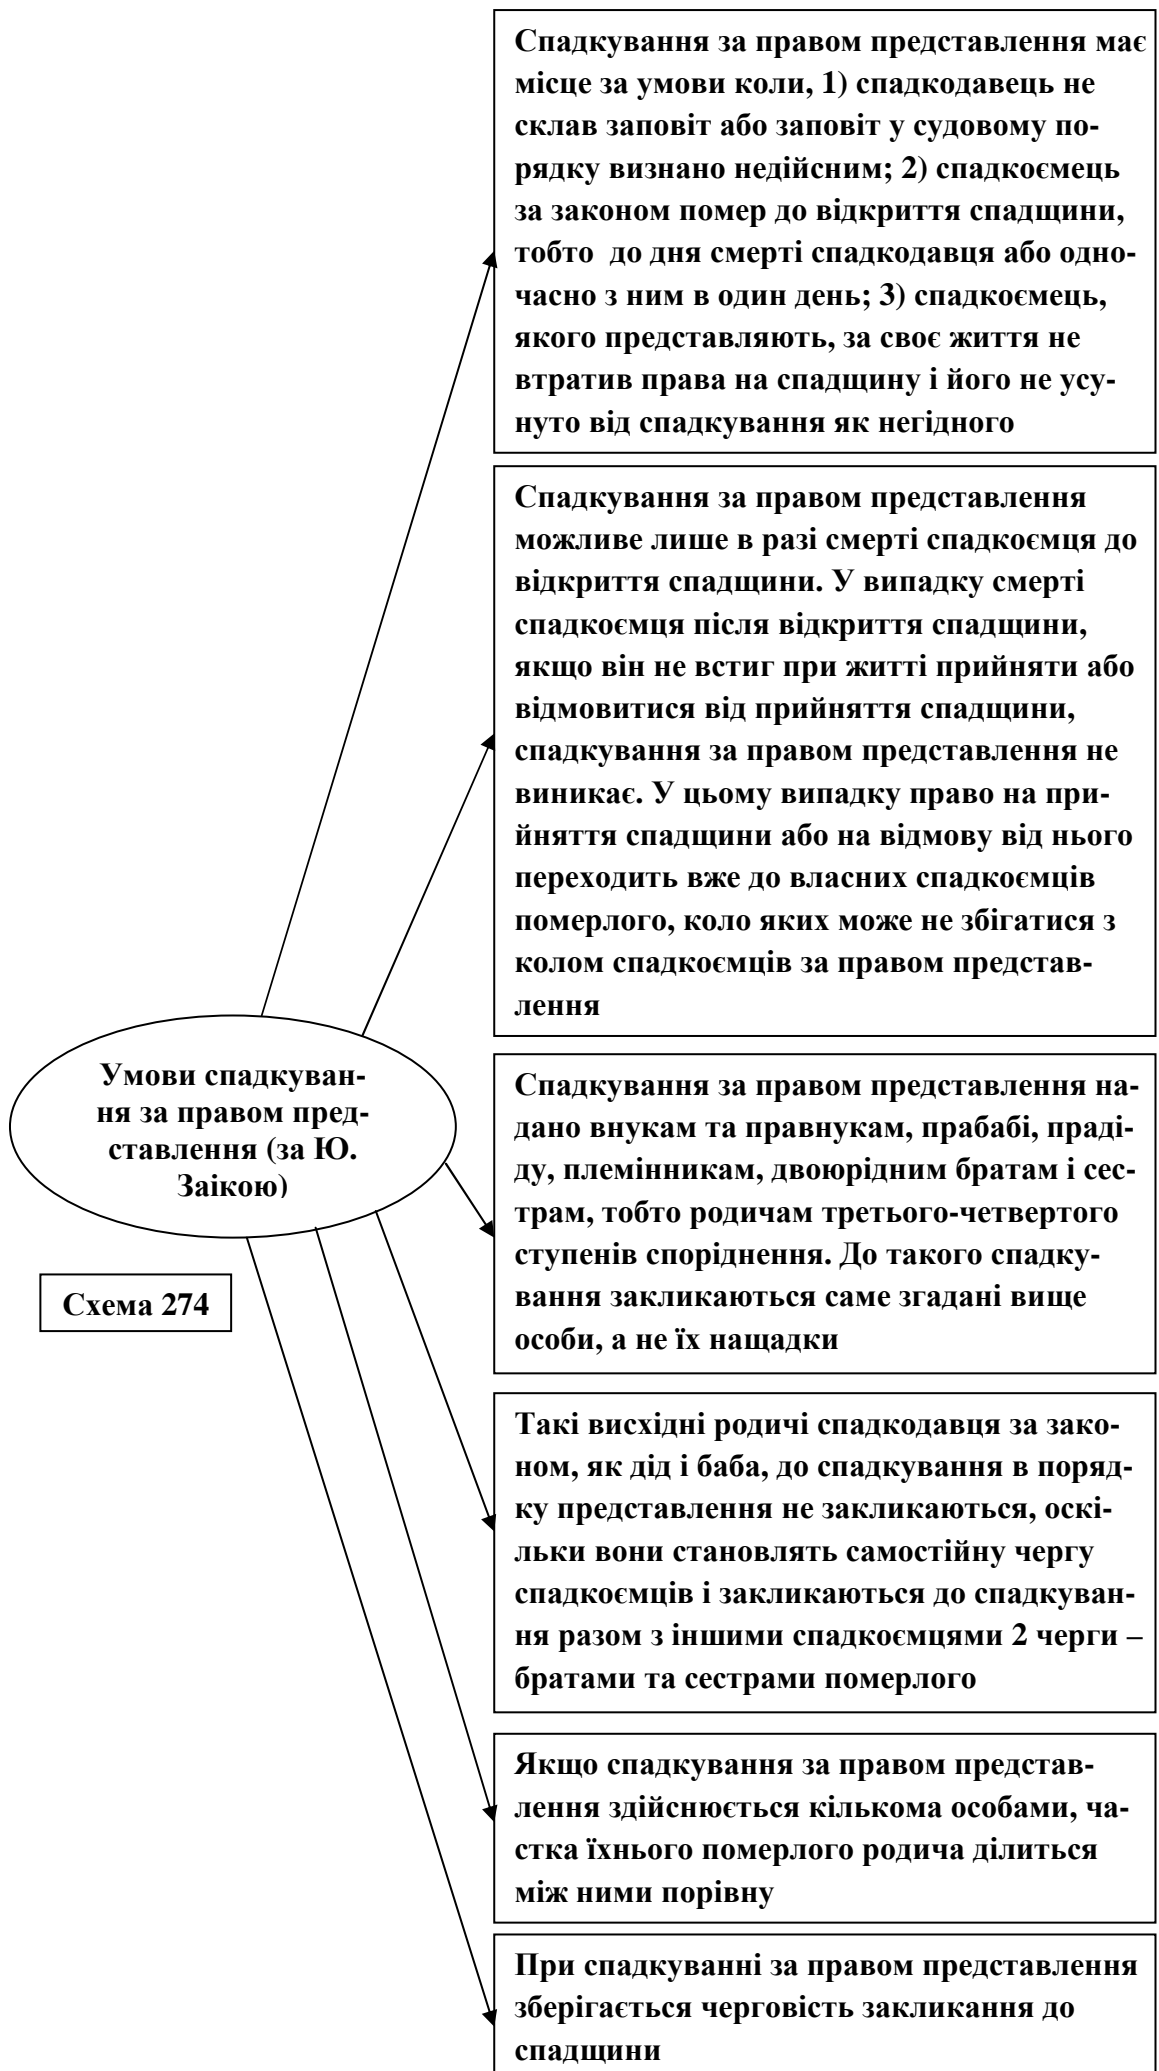 Спадкування за правом представлення має
місце за умови коли, 1) спадкодавець не
склав заповіт або заповіт у судовому по-
рядку визнано недійсним; 2) спадкоємець
за законом помер до відкриття спадщини,
тобто до дня смерті спадкодавця або одно-
часно з ним в один день; 3) спадкоємець,
якого представляють, за своє життя не
втратив права на спадщину і його не усу-
нуто від спадкування як негідного
Спадкування за правом представлення
можливе лише в разі смерті спадкоємця до
відкриття спадщини. У випадку смерті
спадкоємця після відкриття спадщини,
якщо він не встиг при житті прийняти або
відмовитися від прийняття спадщини,
спадкування за правом представлення не
виникає. У цьому випадку право на при-
йняття спадщини або на відмову від нього
переходить вже до власних спадкоємців
померлого, коло яких може не збігатися з
колом спадкоємців за правом представ-
лення
Умови спадкуван-
ня за правом пред-
ставлення (за Ю.
Заікою)
Схема 274
Спадкування за правом представлення на-
дано внукам та правнукам, прабабі, праді-
ду, племінникам, двоюрідним братам і сес-
трам, тобто родичам третього-четвертого
ступенів споріднення. До такого спадку-
вання закликаються саме згадані вище
особи, а не їх нащадки
Такі висхідні родичі спадкодавця за зако-
ном, як дід і баба, до спадкування в поряд-
ку представлення не закликаються, оскі-
льки вони становлять самостійну чергу
спадкоємців і закликаються до спадкуван-
ня разом з іншими спадкоємцями 2 черги –
братами та сестрами померлого
Якщо спадкування за правом представ-
лення здійснюється кількома особами, ча-
стка їхнього померлого родича ділиться
між ними порівну
При спадкуванні за правом представлення
зберігається черговість закликання до
спадщини